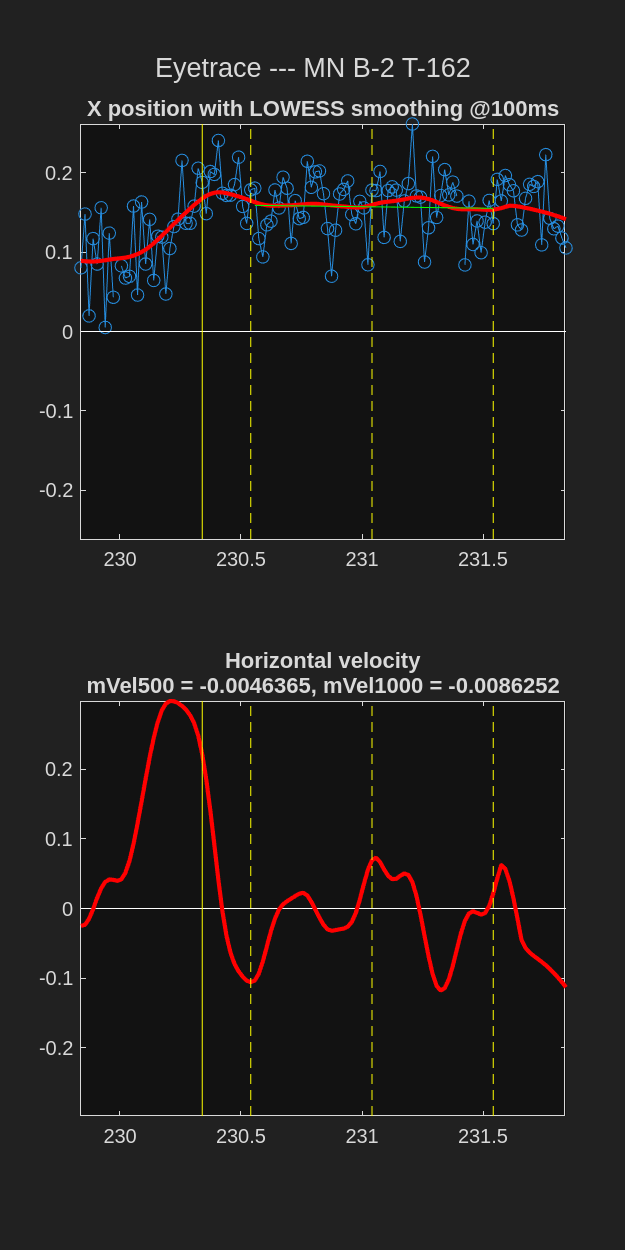 Eyetrace --- MN B-2 T-162
X position with LOWESS smoothing @100ms
0.2
0.1
0
-0.1
-0.2
230 230.5 231 231.5
Horizontal velocity
mVel500 = -0.0046365, mVel1000 = -0.0086252
0.2
0.1
0
-0.1
-0.2
230 230.5 231 231.5